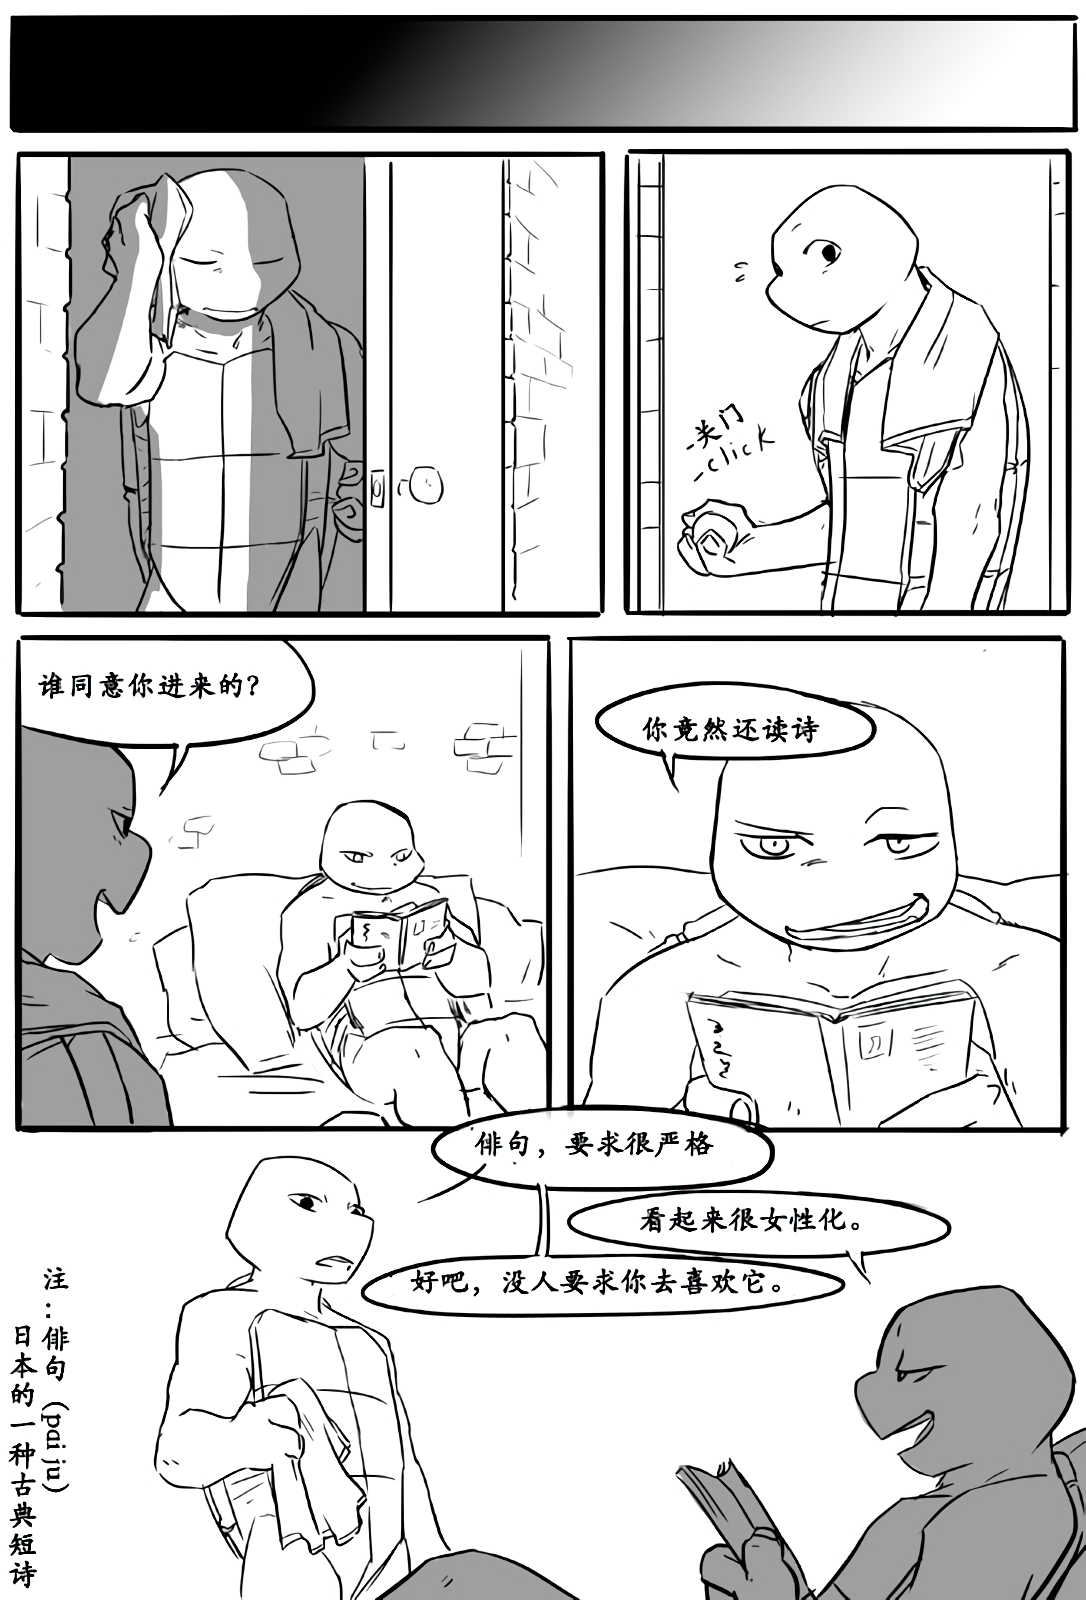 -关门
-click
谁同意你进来的？
你竟然还读诗
俳句，要求很严格
看起来很女性化。
好吧，没人要求你去喜欢它。
注：俳句（pai ju）
日本的一种古典短诗